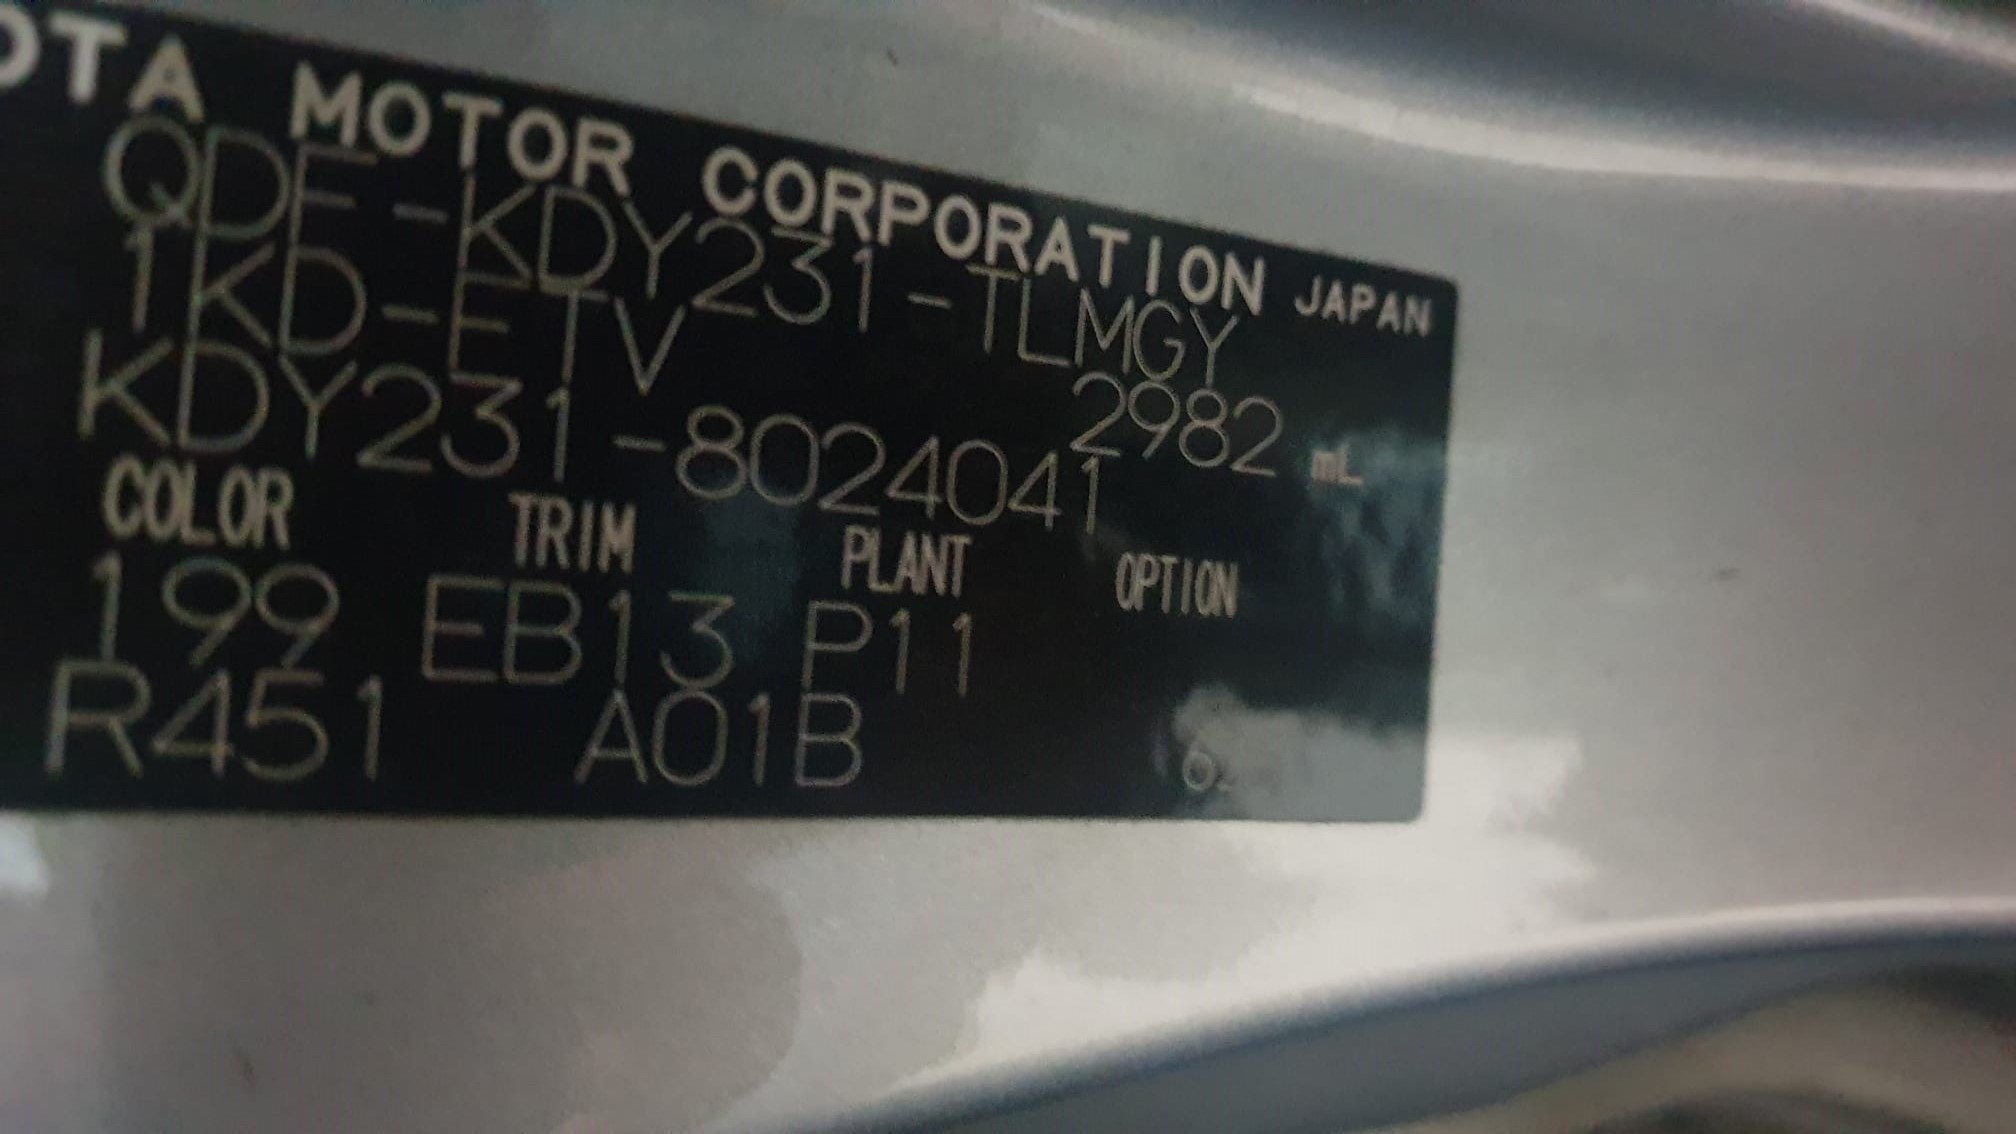 OTA MOTOR CORPORATION JAPAN
QDF-KDY231-TLMGY
1KD-FTV 2982 mL
KDY231-8024041
COLOR TRIM PLANT OPTION
199 EB13 P11
R451 A01B